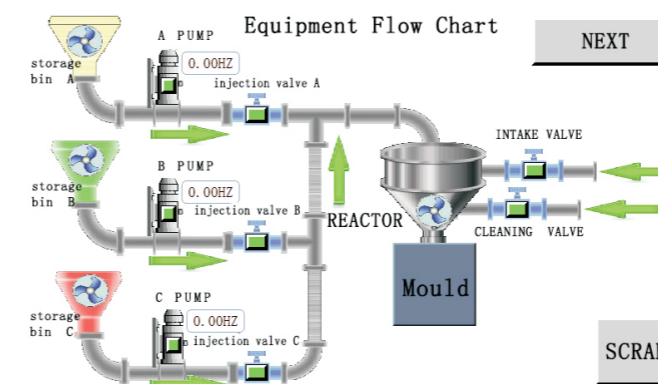 Equipment Flow Chart
NEXT
A PUMP
0.00HZ
storage
bin A
injection valve A
INTAKE VALVE
B PUMP
0.00HZ
storage
bin B
injection valve B
REACTOR
CLEANING VALVE
Mould
C PUMP
0.00HZ
storage
bin C
injection valve C